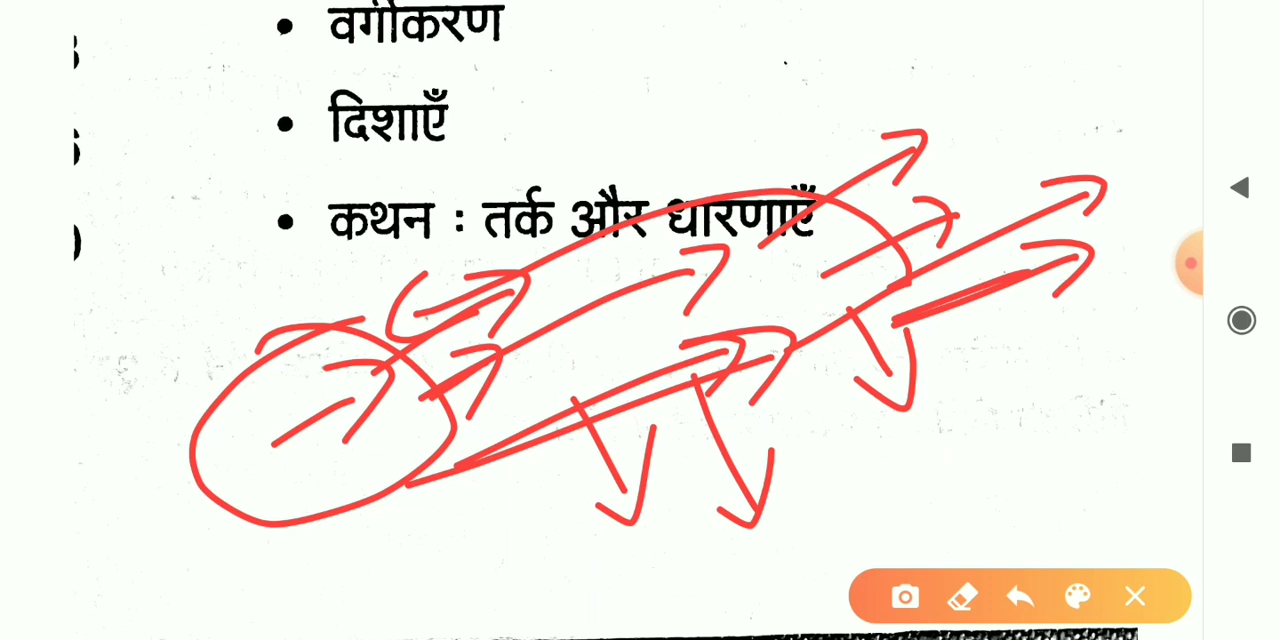 • वर्गीकरण
• दिशाएँ
• कथन : तर्क और धारणाएँ